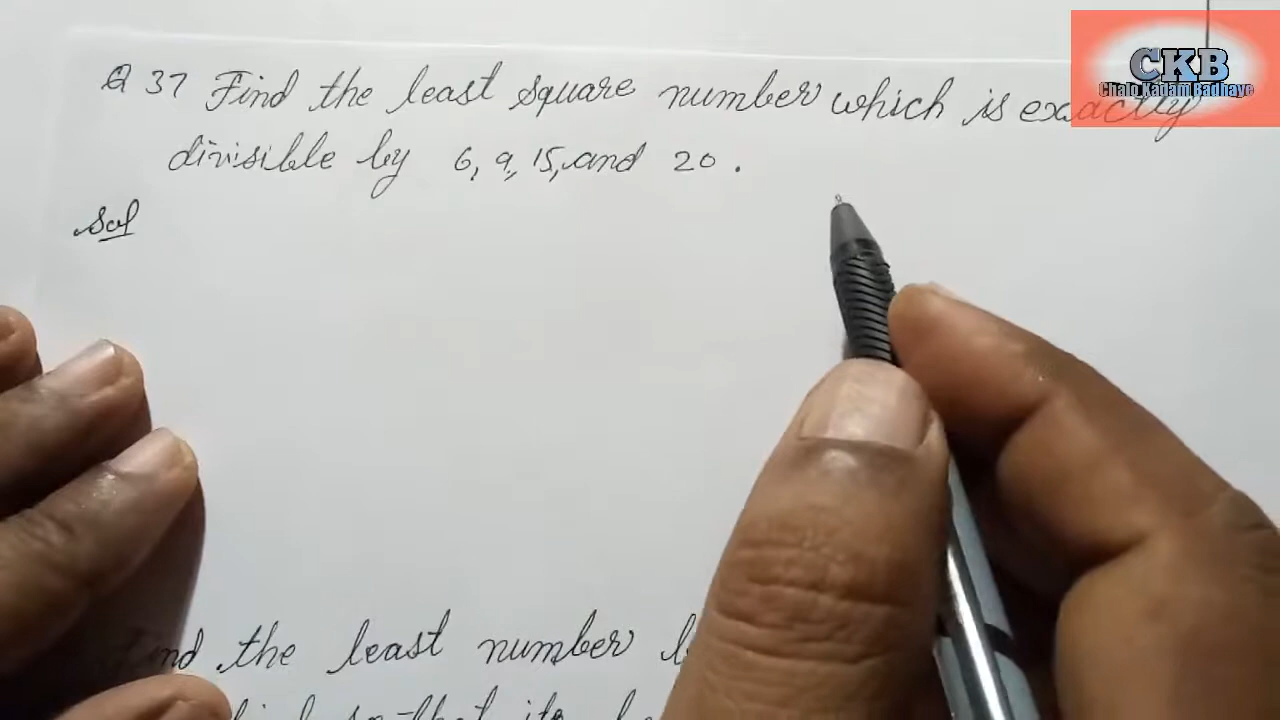 CKB
Chalo Kadam Badhaye
Q 37 Find the least square number which is exactly
divisible by 6, 9, 15, and 20.
Sol
the least number